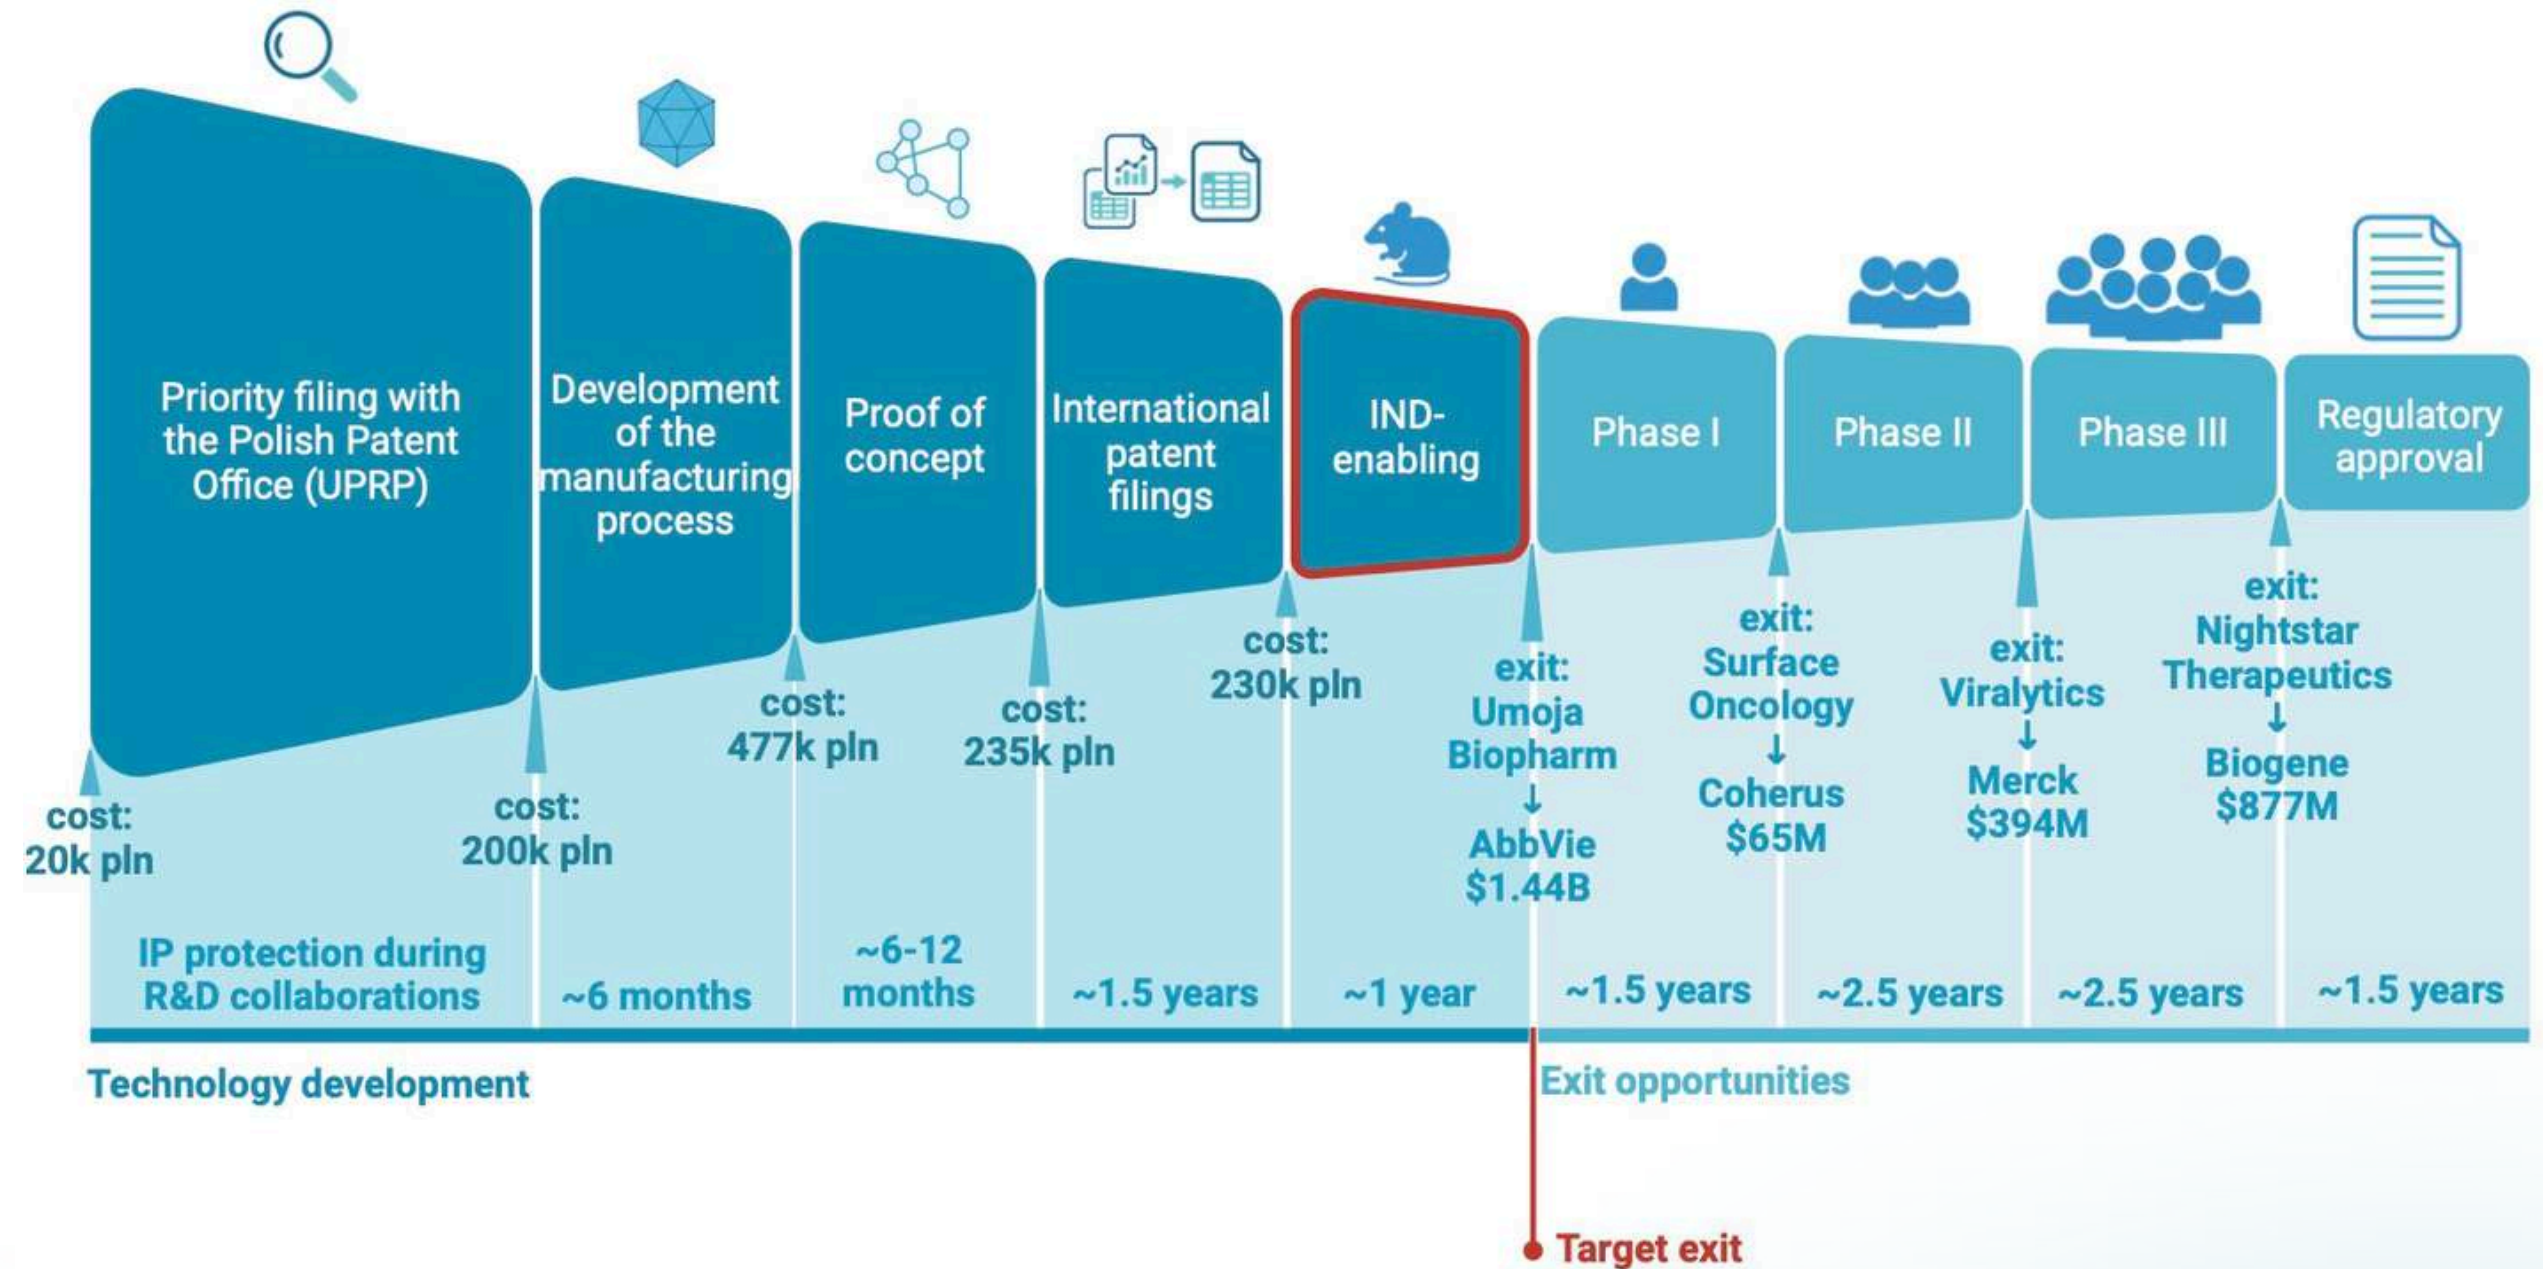 Priority filing with
the Polish Patent
Office (UPRP)
Development
of the
manufacturing
process
Proof of
concept
International
patent
filings
IND-
enabling
Phase I
Phase II
Phase III
Regulatory
approval
cost:
20k pln
cost:
200k pln
cost:
477k pln
cost:
235k pln
cost:
230k pln
exit:
Umoja
Biopharm
↓
AbbVie
$1.44B
exit:
Surface
Oncology
↓
Coherus
$65M
exit:
Viralytics
↓
Merck
$394M
exit:
Nightstar
Therapeutics
↓
Biogene
$877M
IP protection during
R&D collaborations
~6 months
~6-12
months
~1.5 years
~1 year
~1.5 years
~2.5 years
~2.5 years
~1.5 years
Technology development
Exit opportunities
Target exit